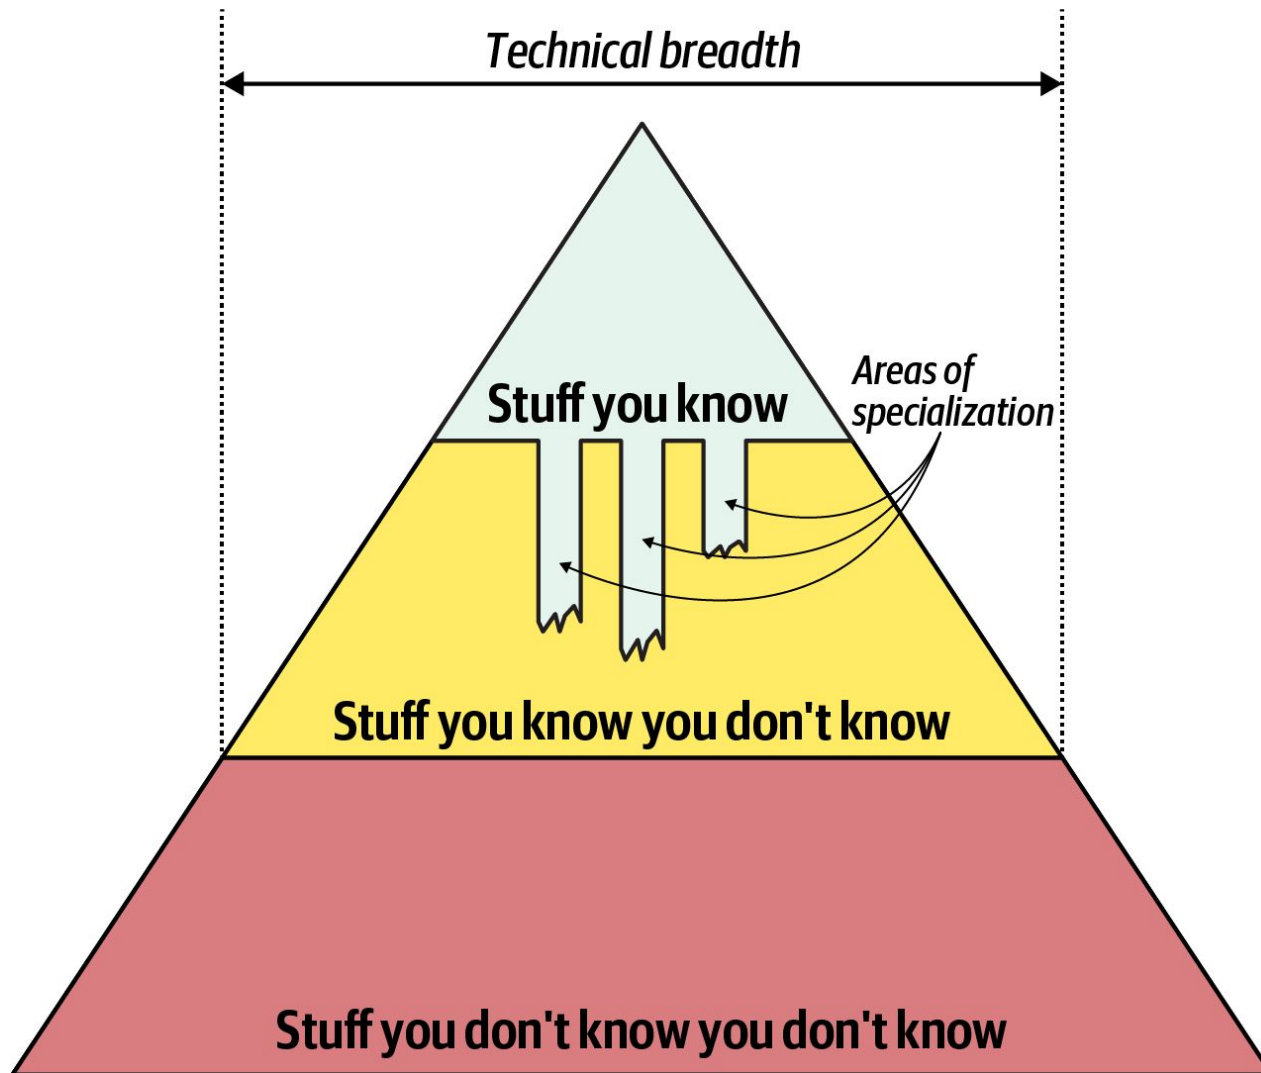 Technical breadth
Areas of
specialization
Stuff you know
Stuff you know you don't know
Stuff you don't know you don't know